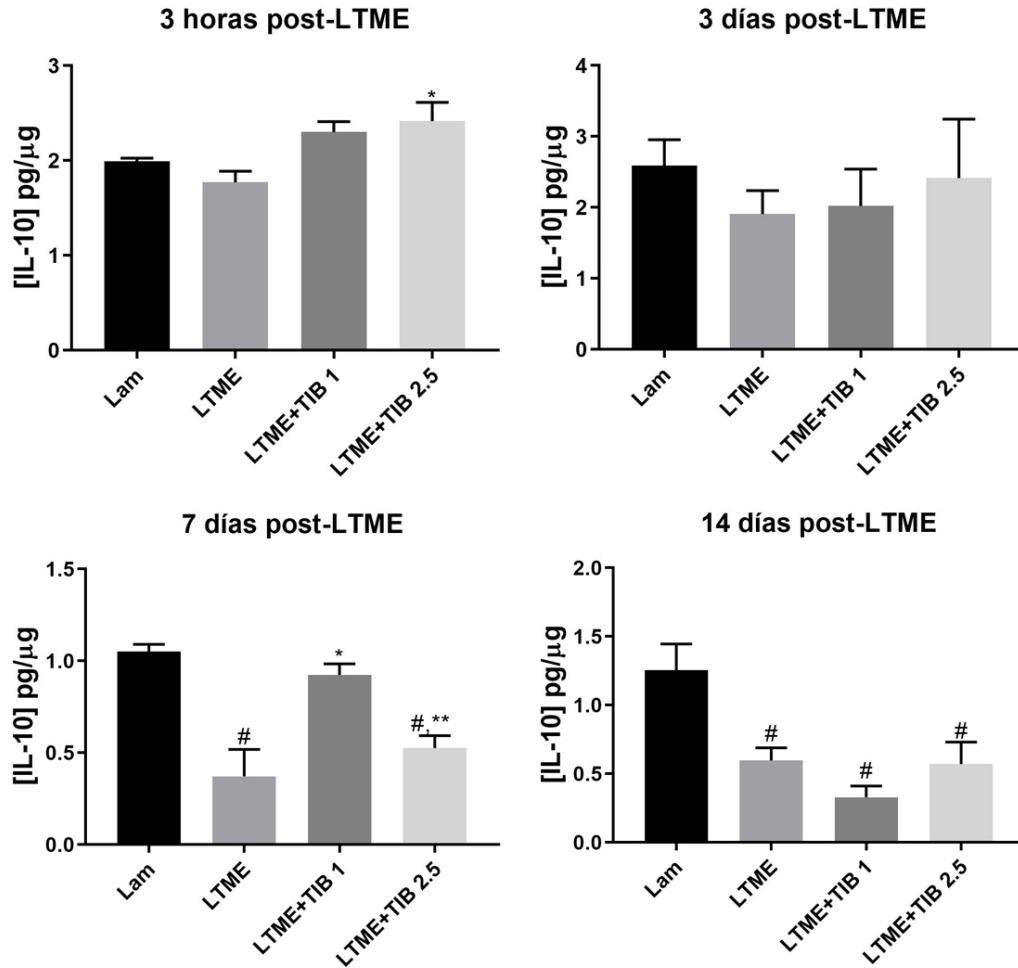 3 horas post-LTME
[IL-10] pg/μg
3
2
1
0
*
Lam
LTME
LTME+TIB 1
LTME+TIB 2.5
3 días post-LTME
[IL-10] pg/μg
4
3
2
1
0
Lam
LTME
LTME+TIB 1
LTME+TIB 2.5
7 días post-LTME
[IL-10] pg/μg
1.5
1.0
0.5
0.0
#
*
#,**
Lam
LTME
LTME+TIB 1
LTME+TIB 2.5
14 días post-LTME
[IL-10] pg/μg
2.0
1.5
1.0
0.5
0.0
#
#
#
Lam
LTME
LTME+TIB 1
LTME+TIB 2.5